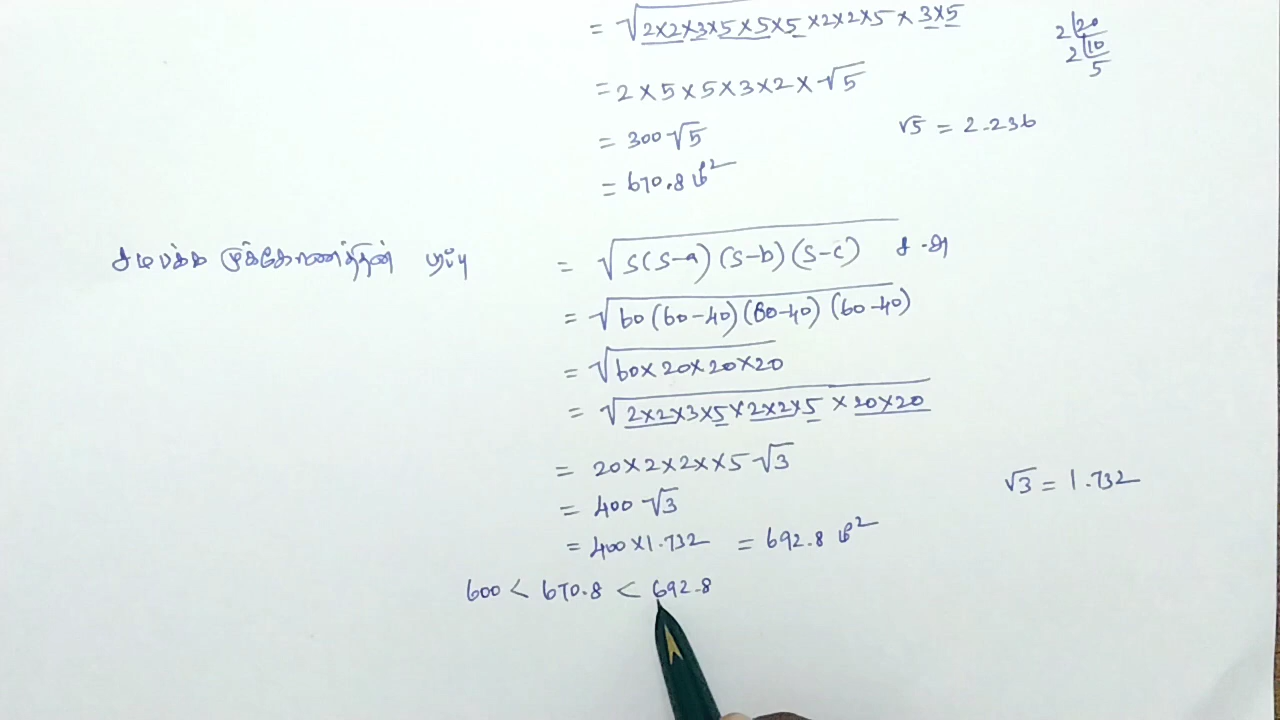 = √2×2×3×5×5×5×2×2×5×3×5
2|20
2|10
5
= 2×5×5×3×2×√5
= 300√5
√5 = 2.236
= 670.8 மீ²
சமபக்க முக்கோணத்தின் பரப்பு = √s(s-a)(s-b)(s-c) ச.அ
= √60(60-40)(60-40)(60-40)
= √60×20×20×20
= √2×2×3×5×2×2×5×20×20
= 20×2×2××5√3
= 400√3
√3 = 1.732
= 400×1.732 = 692.8 மீ²
600 < 670.8 < 692.8